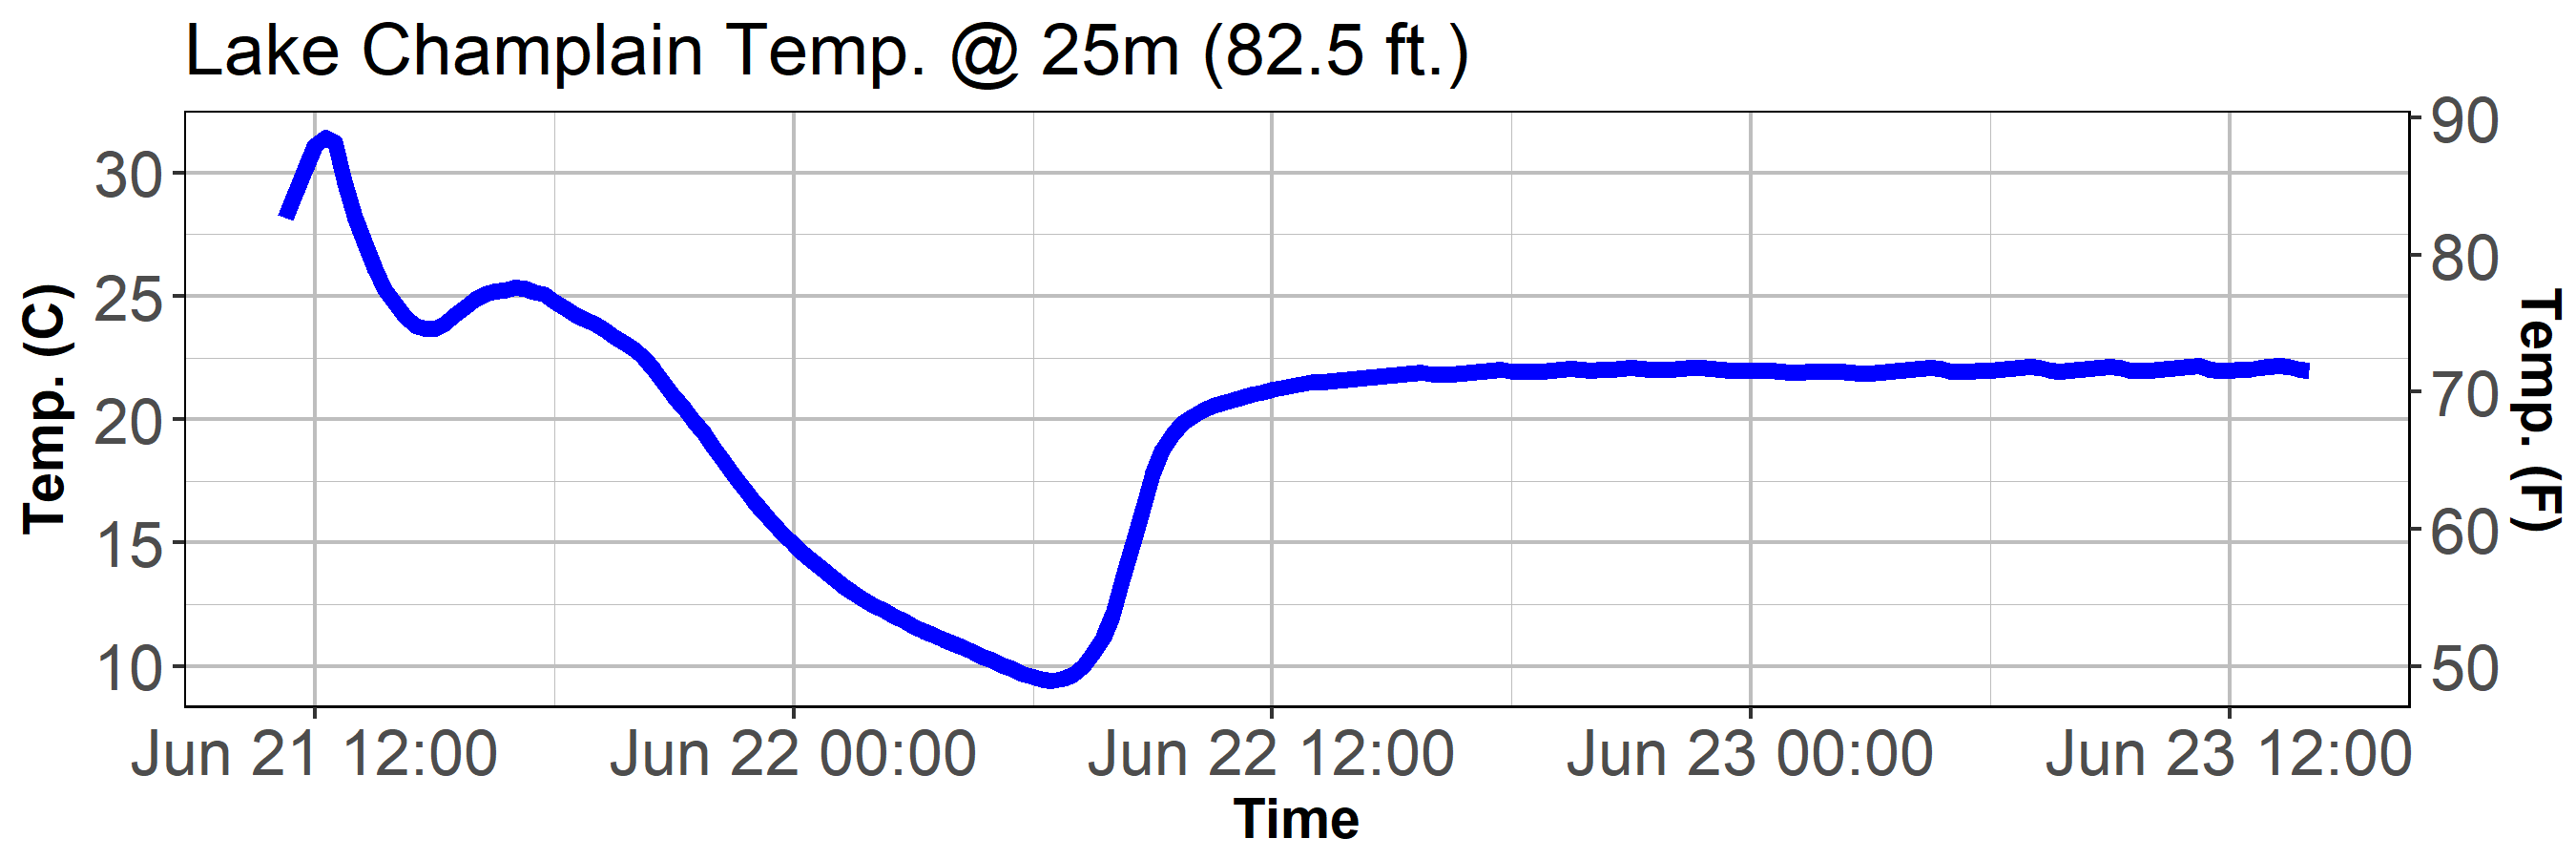 Lake Champlain Temp. @ 25m (82.5 ft.)
Temp. (C)
30
25
20
15
10
90
80
70
60
50
Temp. (F)
Jun 21 12:00
Jun 22 00:00
Jun 22 12:00
Jun 23 00:00
Jun 23 12:00
Time